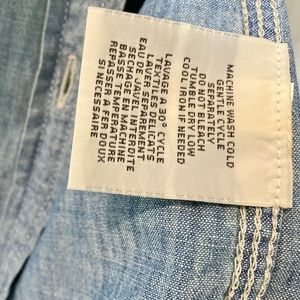 MACHINE WASH COLD
GENTLE CYCLE
SEPARATELY
DO NOT BLEACH
TUMBLE DRY LOW
COOL IRON IF NEEDED
LAVAGE A 30° CYCLE
TEXTILES DELICATS
LAVER SEPAREMENT
EAU DE JAVEL INTERDITE
SECHAGE EN MACHINE
BASSE TEMPERATURE
REPASSER A FER DOUX
SI NECESSAIRE